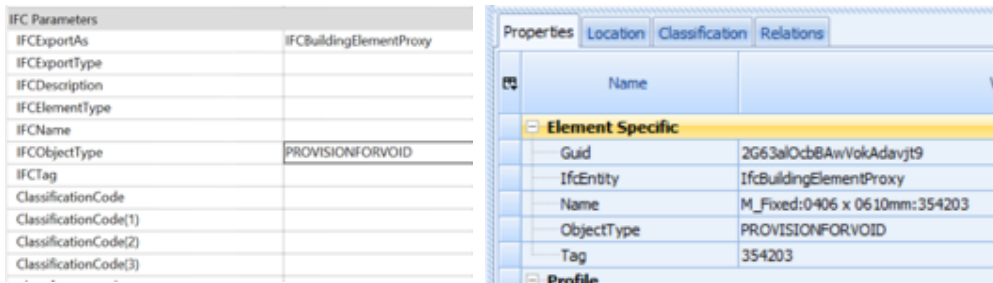 IFC Parameters
IFCExportAs IFCBuildingElementProxy
IFCExportType
IFCDescription
IFCElementType
IFCName
IFCObjectType PROVISIONFORVOID
IFCTag
ClassificationCode
ClassificationCode(1)
ClassificationCode(2)
ClassificationCode(3)
Properties Location Classification Relations
Name
Element Specific
Guid 2G63alOcbBAwVokAdavjt9
IfcEntity IfcBuildingElementProxy
Name M_Fixed:0406 x 0610mm:354203
ObjectType PROVISIONFORVOID
Tag 354203
Profile